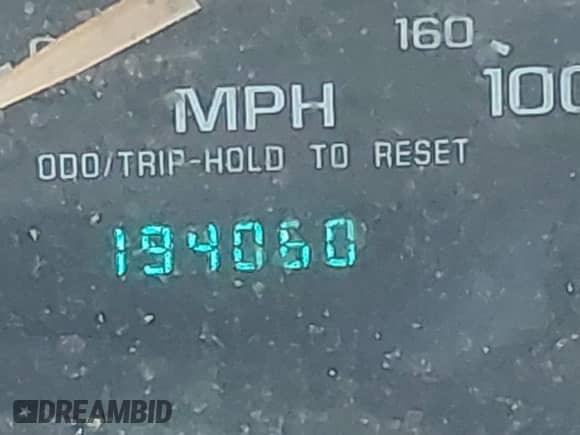 160
MPH
100
ODO/TRIP-HOLD TO RESET
194060
DREAMBID